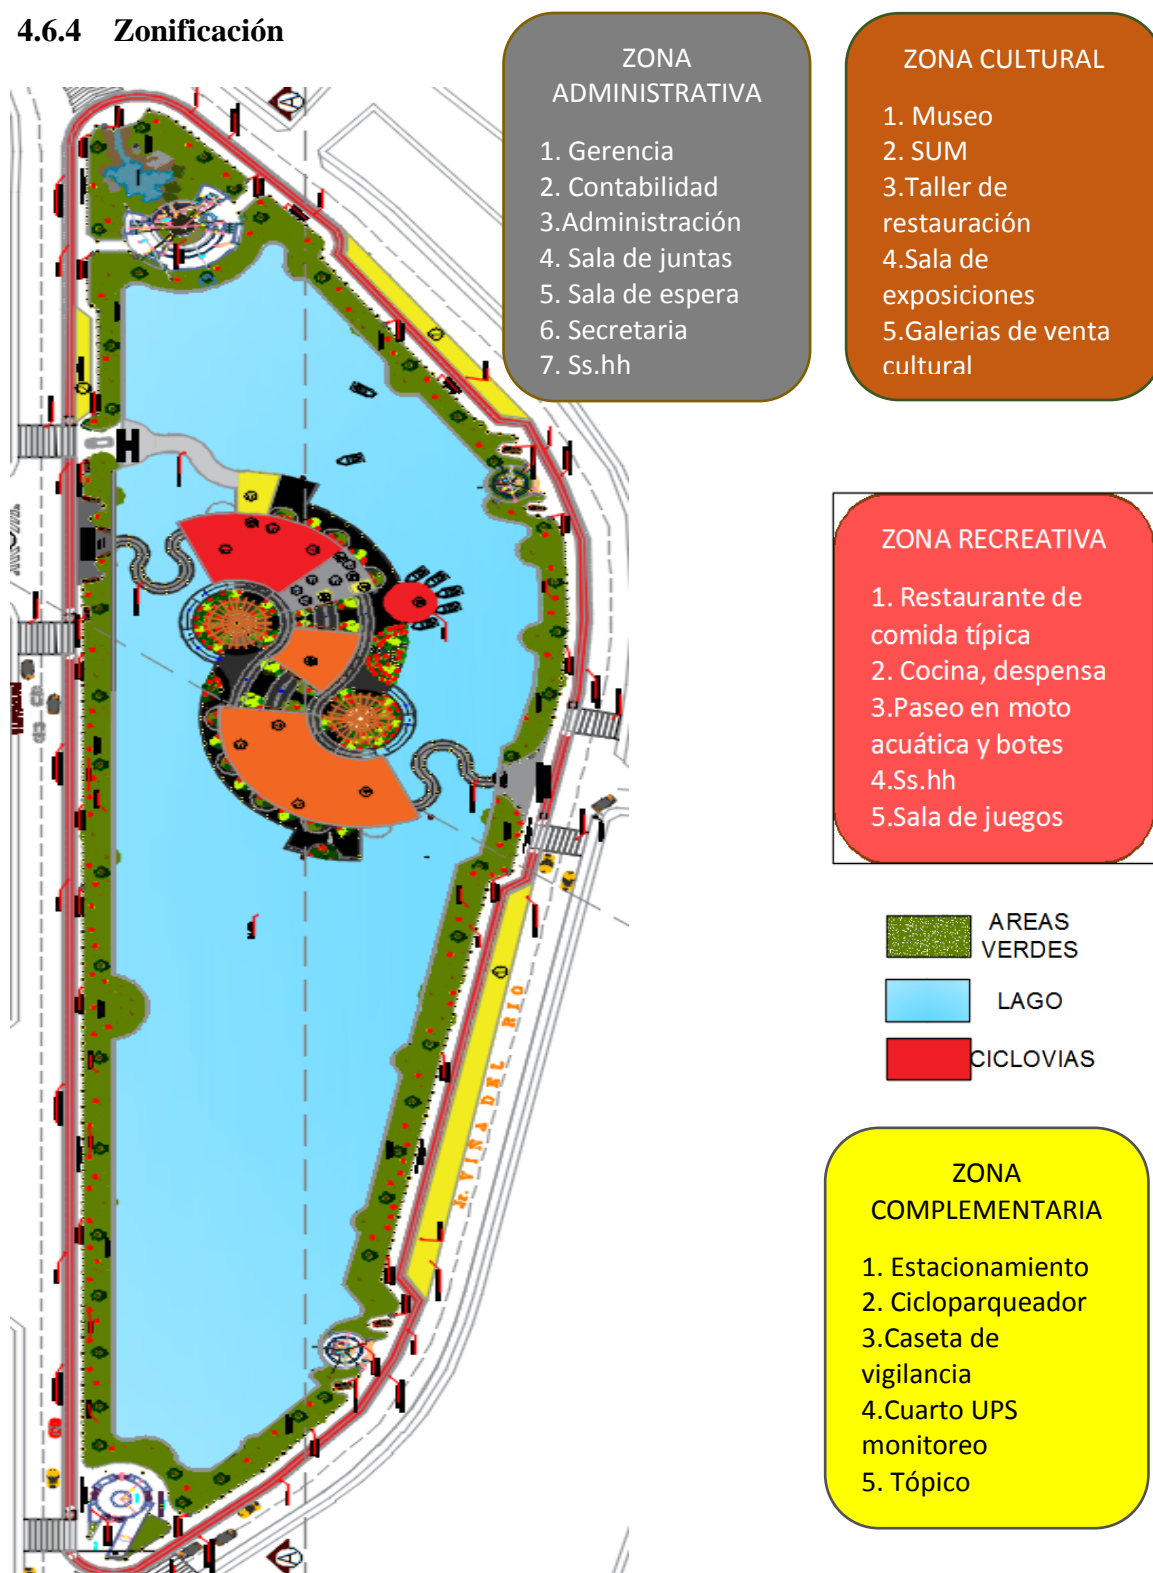 4.6.4 Zonificación
ZONA
ADMINISTRATIVA
1. Gerencia
2. Contabilidad
3.Administración
4. Sala de juntas
5. Sala de espera
6. Secretaria
7. Ss.hh
ZONA CULTURAL
1. Museo
2. SUM
3.Taller de
restauración
4.Sala de
exposiciones
5.Galerias de venta
cultural
ZONA RECREATIVA
1. Restaurante de
comida típica
2. Cocina, despensa
3.Paseo en moto
acuática y botes
4.Ss.hh
5.Sala de juegos
AREAS
VERDES
LAGO
CICLOVIAS
ZONA
COMPLEMENTARIA
1. Estacionamiento
2. Cicloparqueador
3.Caseta de
vigilancia
4.Cuarto UPS
monitoreo
5. Tópico
A
H
Jr. VINA DEL RIO
A